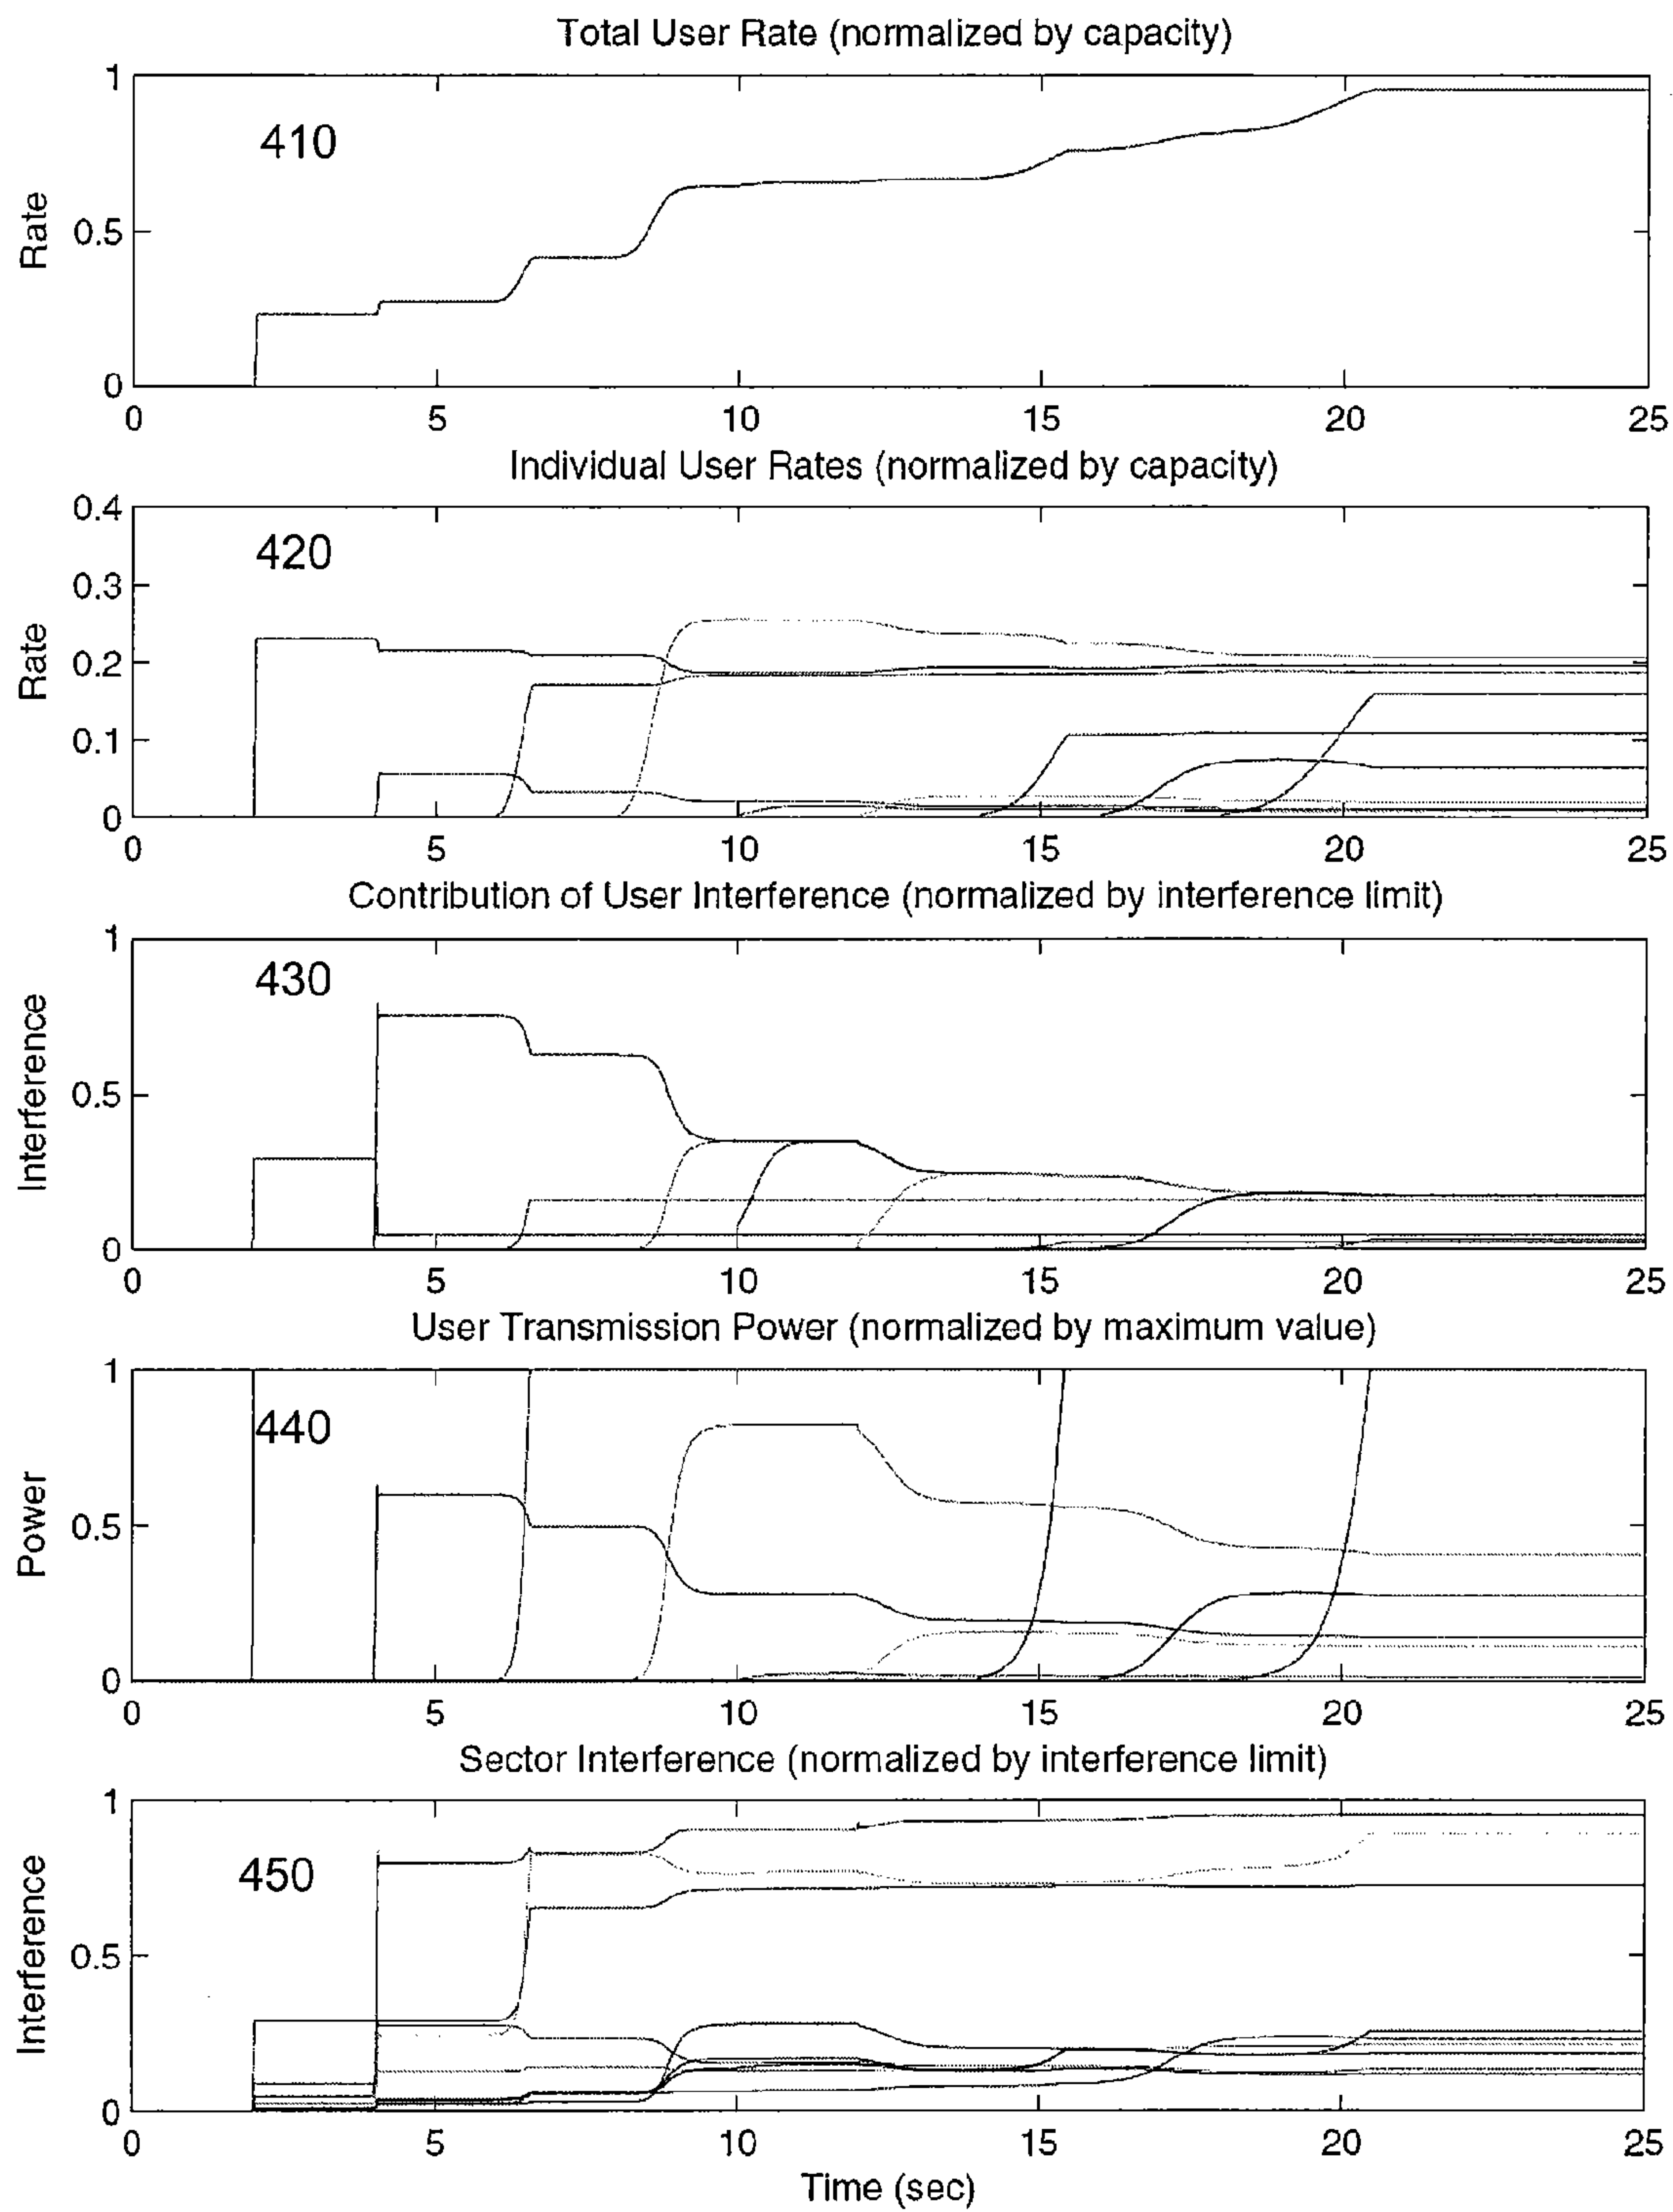 Total User Rate (normalized by capacity)
1
410
Rate
0.5
0
0 5 10 15 20 25
Individual User Rates (normalized by capacity)
0.4
420
0.3
Rate
0.2
0.1
0
0 5 10 15 20 25
Contribution of User Interference (normalized by interference limit)
1
430
Interference
0.5
0
0 5 10 15 20 25
User Transmission Power (normalized by maximum value)
1
440
Power
0.5
0
0 5 10 15 20 25
Sector Interference (normalized by interference limit)
1
450
Interference
0.5
0
0 5 10 15 20 25
Time (sec)